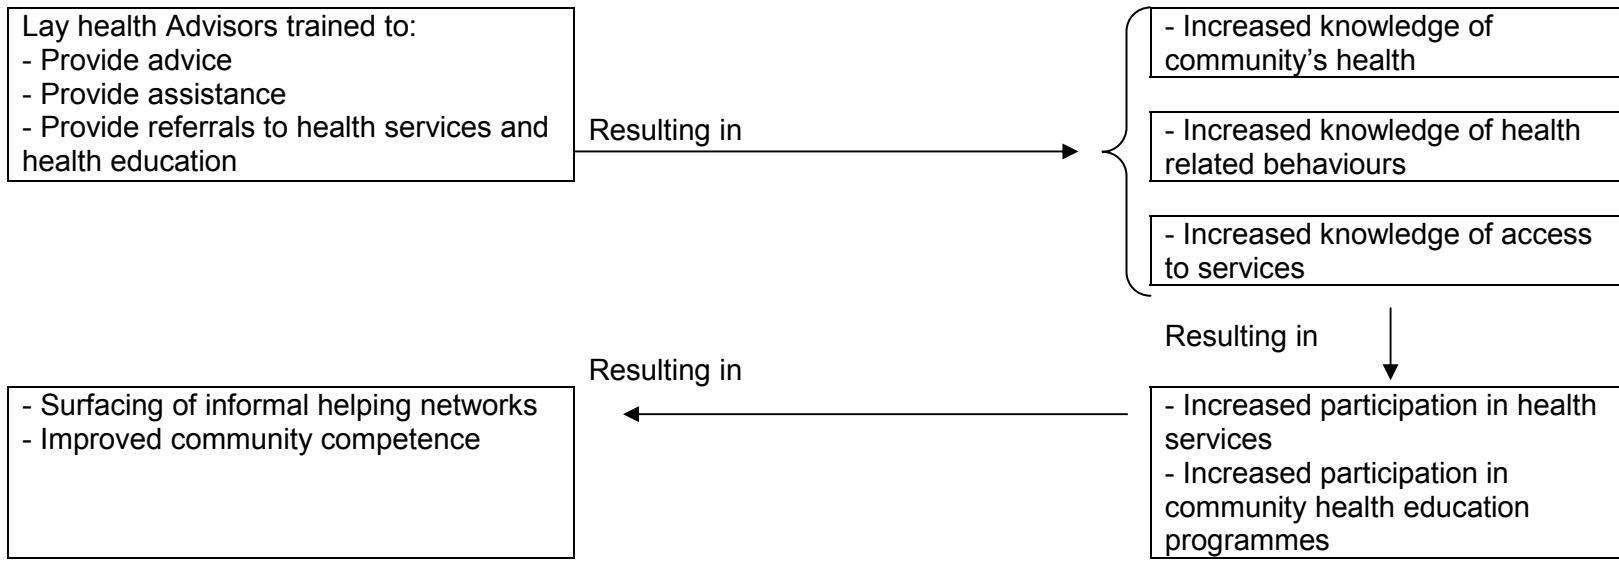 Lay health Advisors trained to:
- Provide advice
- Provide assistance
- Provide referrals to health services and
health education
Resulting in
- Increased knowledge of
community’s health
- Increased knowledge of health
related behaviours
- Increased knowledge of access
to services
Resulting in
- Increased participation in health
services
- Increased participation in
community health education
programmes
Resulting in
- Surfacing of informal helping networks
- Improved community competence